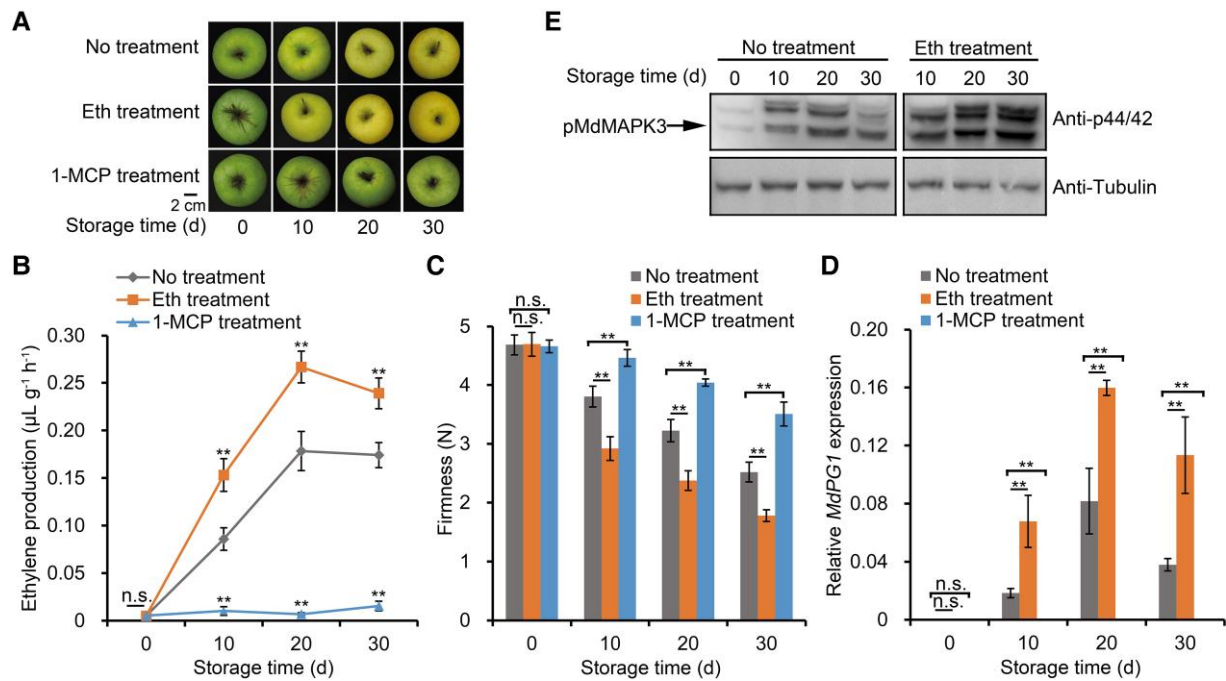 A
No treatment
Eth treatment
1-MCP treatment
2 cm
Storage time (d) 0 10 20 30
E
No treatment Eth treatment
Storage time (d) 0 10 20 30 10 20 30
pMdMAPK3
Anti-p44/42
Anti-Tubulin
B
No treatment
Eth treatment
1-MCP treatment
Ethylene production (µL g⁻¹ h⁻¹)
0.30
0.25
0.20
0.15
0.10
0.05
0
n.s.
**
**
**
**
**
**
0 10 20 30
Storage time (d)
C
No treatment
Eth treatment
1-MCP treatment
Firmness (N)
5
4
3
2
1
0
n.s.
n.s.
**
**
**
**
**
**
0 10 20 30
Storage time (d)
D
No treatment
Eth treatment
1-MCP treatment
Relative MdPG1 expression
0.20
0.16
0.12
0.08
0.04
0
n.s.
n.s.
**
**
**
**
**
**
0 10 20 30
Storage time (d)